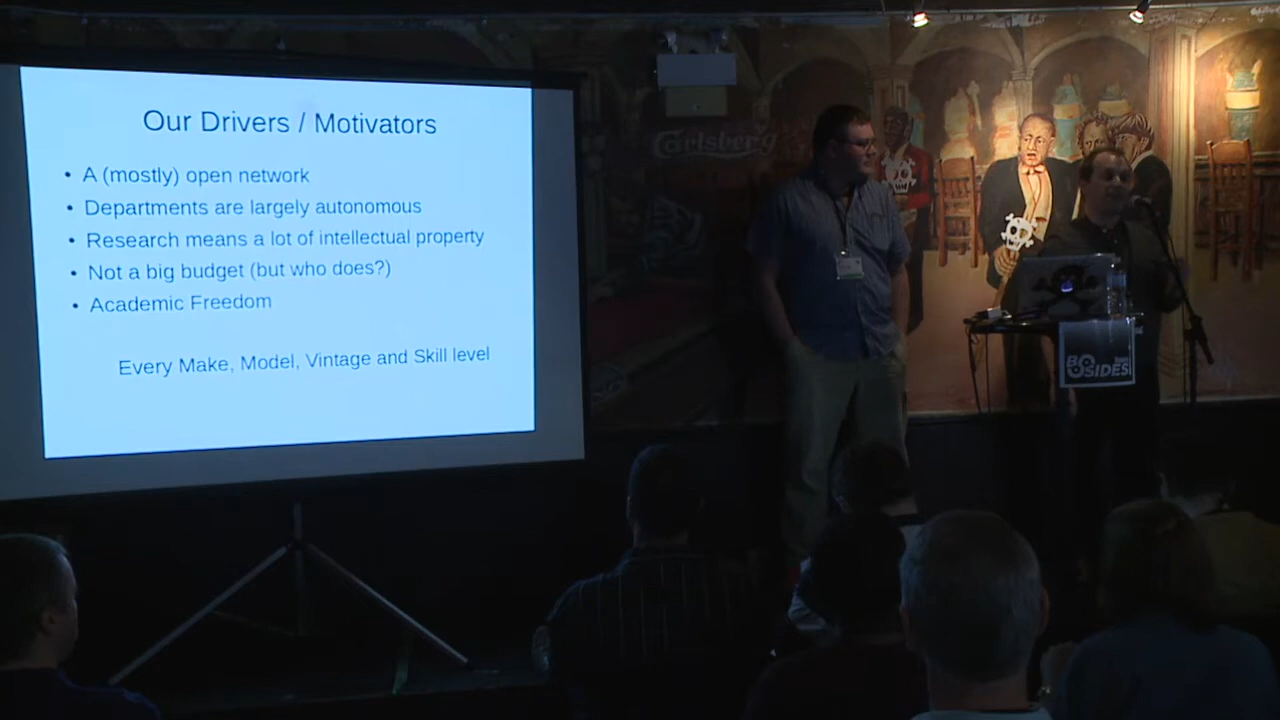 Our Drivers / Motivators
• A (mostly) open network
• Departments are largely autonomous
• Research means a lot of intellectual property
• Not a big budget (but who does?)
• Academic Freedom
Every Make, Model, Vintage and Skill level
Carlsberg
BSIDES